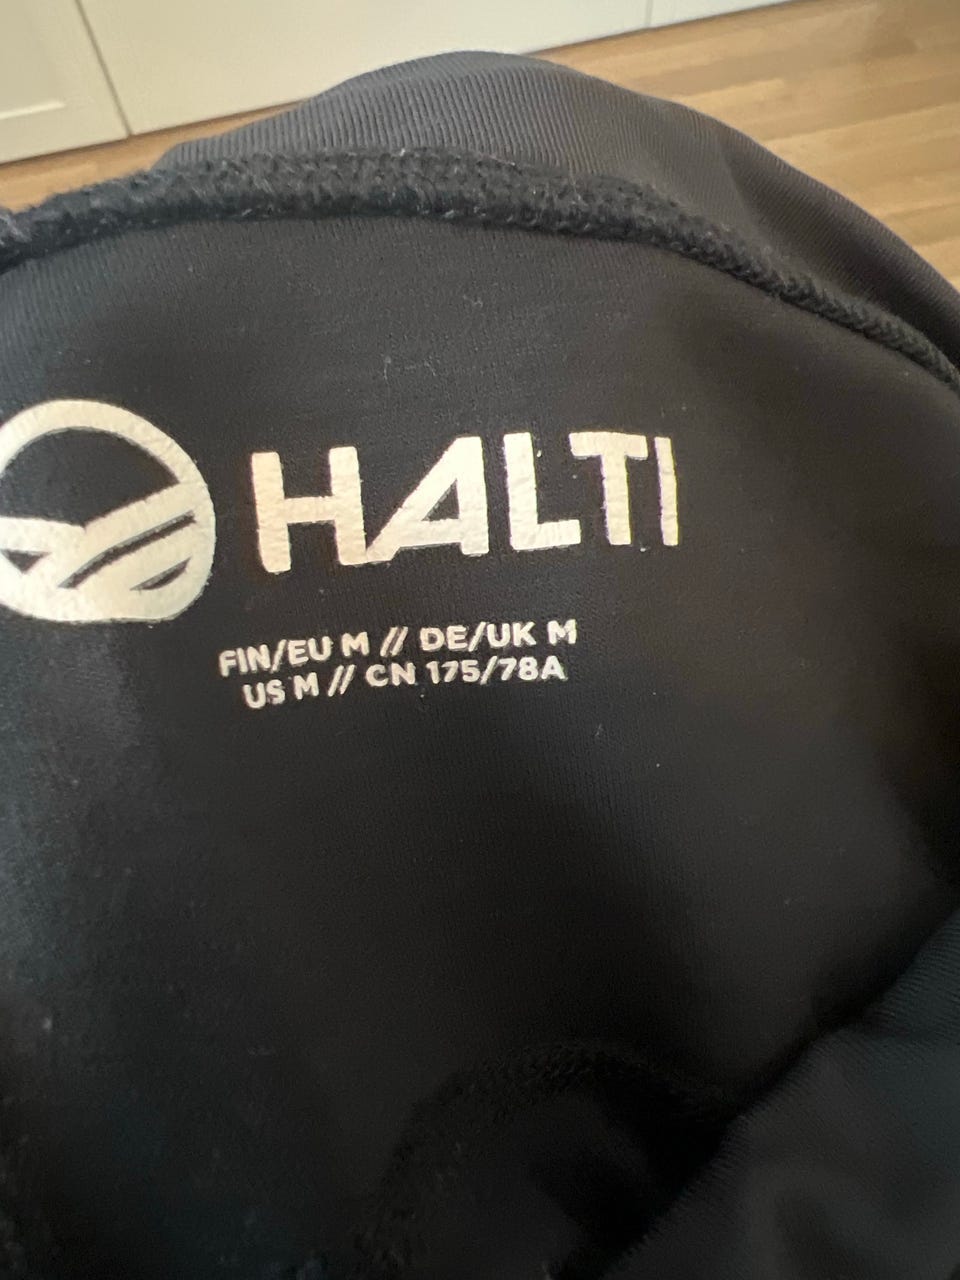 HALTI
FIN/EU M // DE/UK M
US M // CN 175/78A